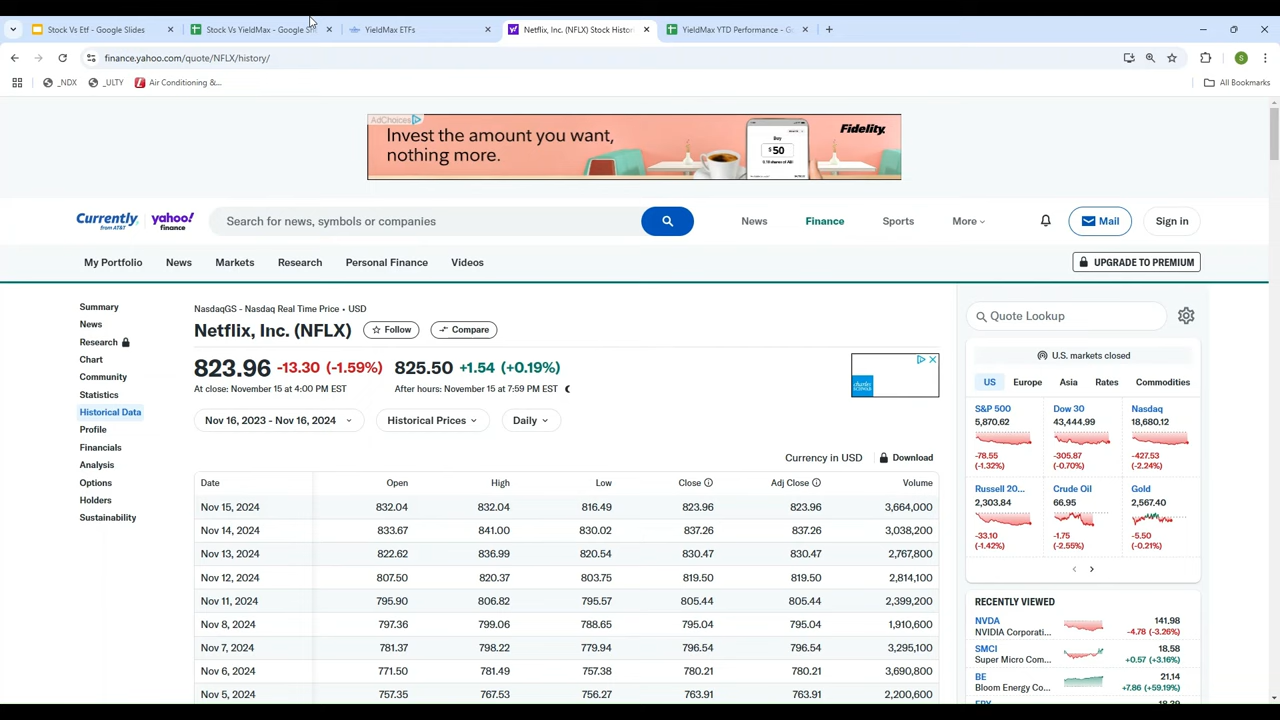 Stock Vs Etf - Google Slides
Stock Vs YieldMax - Google Sh
YieldMax ETFs
Netflix, Inc. (NFLX) Stock Histor
YieldMax YTD Performance - G
finance.yahoo.com/quote/NFLX/history/
S
_NDX
_ULTY
Air Conditioning &...
All Bookmarks
AdChoices
Invest the amount you want,
nothing more.
Buy
$50
Fidelity
Currently
from AT&T
yahoo!
finance
Search for news, symbols or companies
News
Finance
Sports
More
Mail
Sign in
My Portfolio
News
Markets
Research
Personal Finance
Videos
UPGRADE TO PREMIUM
Summary
News
Research
Chart
Community
Statistics
Historical Data
Profile
Financials
Analysis
Options
Holders
Sustainability
NasdaqGS - Nasdaq Real Time Price • USD
Netflix, Inc. (NFLX)
Follow
Compare
823.96 -13.30 (-1.59%) 825.50 +1.54 (+0.19%)
At close: November 15 at 4:00 PM EST After hours: November 15 at 7:59 PM EST
charles
SCHWAB
Nov 16, 2023 - Nov 16, 2024
Historical Prices
Daily
Currency in USD
Download
Date Open High Low Close Adj Close Volume
Nov 15, 2024 832.04 832.04 816.49 823.96 823.96 3,664,000
Nov 14, 2024 833.67 841.00 830.02 837.26 837.26 3,038,200
Nov 13, 2024 822.62 836.99 820.54 830.47 830.47 2,767,800
Nov 12, 2024 807.50 820.37 803.75 819.50 819.50 2,814,100
Nov 11, 2024 795.90 806.82 795.57 805.44 805.44 2,399,200
Nov 8, 2024 797.36 799.06 788.65 795.04 795.04 1,910,600
Nov 7, 2024 781.37 798.22 779.94 796.54 796.54 3,295,100
Nov 6, 2024 771.50 781.49 757.38 780.21 780.21 3,690,800
Nov 5, 2024 757.35 767.53 756.27 763.91 763.91 2,200,600
Quote Lookup
U.S. markets closed
US Europe Asia Rates Commodities
S&P 500 Dow 30 Nasdaq
5,870.62 43,444.99 18,680.12
-78.55 -305.87 -427.53
(-1.32%) (-0.70%) (-2.24%)
Russell 20... Crude Oil Gold
2,303.84 66.95 2,567.40
-33.10 -1.75 -5.50
(-1.42%) (-2.55%) (-0.21%)
RECENTLY VIEWED
NVDA 141.98
NVIDIA Corporati... -4.78 (-3.26%)
SMCI 18.58
Super Micro Com... +0.57 (+3.16%)
BE 21.14
Bloom Energy Co... +7.86 (+59.19%)